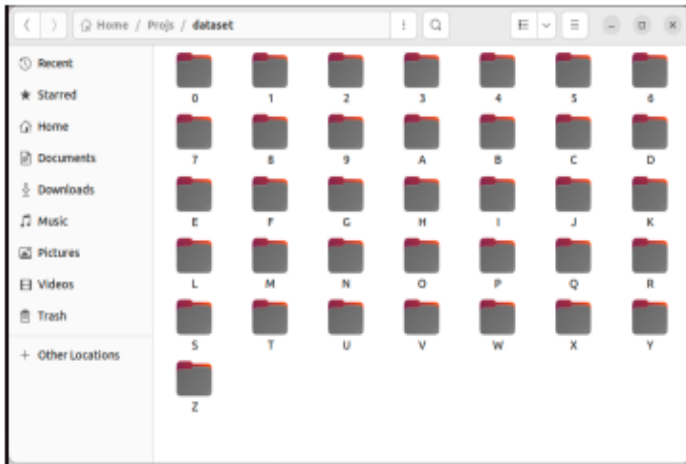 Home / Projs / dataset
Recent
Starred
Home
Documents
Downloads
Music
Pictures
Videos
Trash
+ Other Locations
0 1 2 3 4 5 6
7 8 9 A B C D
E F G H I J K
L M N O P Q R
S T U V W X Y
Z